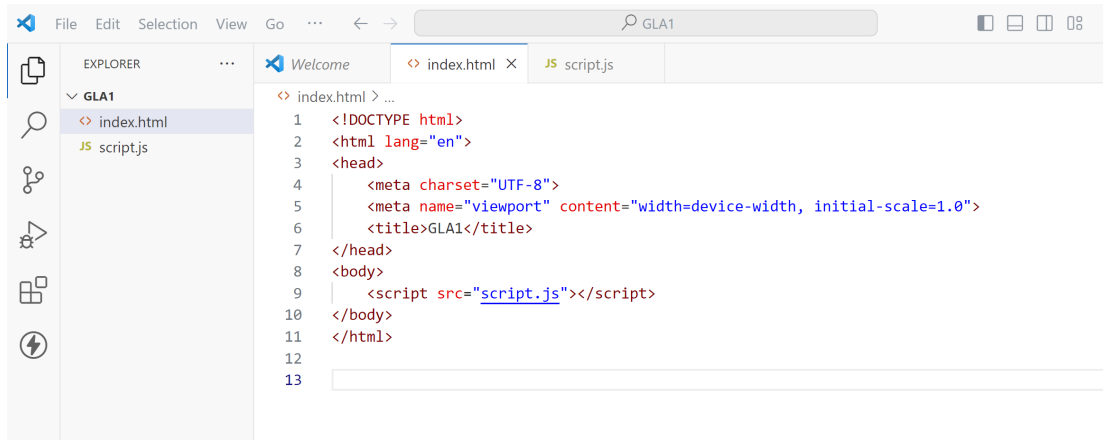 File Edit Selection View Go ··· ← → GLA1
EXPLORER ···
GLA1
<> index.html
JS script.js
Welcome <> index.html × JS script.js
<> index.html > ...
1 <!DOCTYPE html>
2 <html lang="en">
3 <head>
4 <meta charset="UTF-8">
5 <meta name="viewport" content="width=device-width, initial-scale=1.0">
6 <title>GLA1</title>
7 </head>
8 <body>
9 <script src="script.js"></script>
10 </body>
11 </html>
12
13